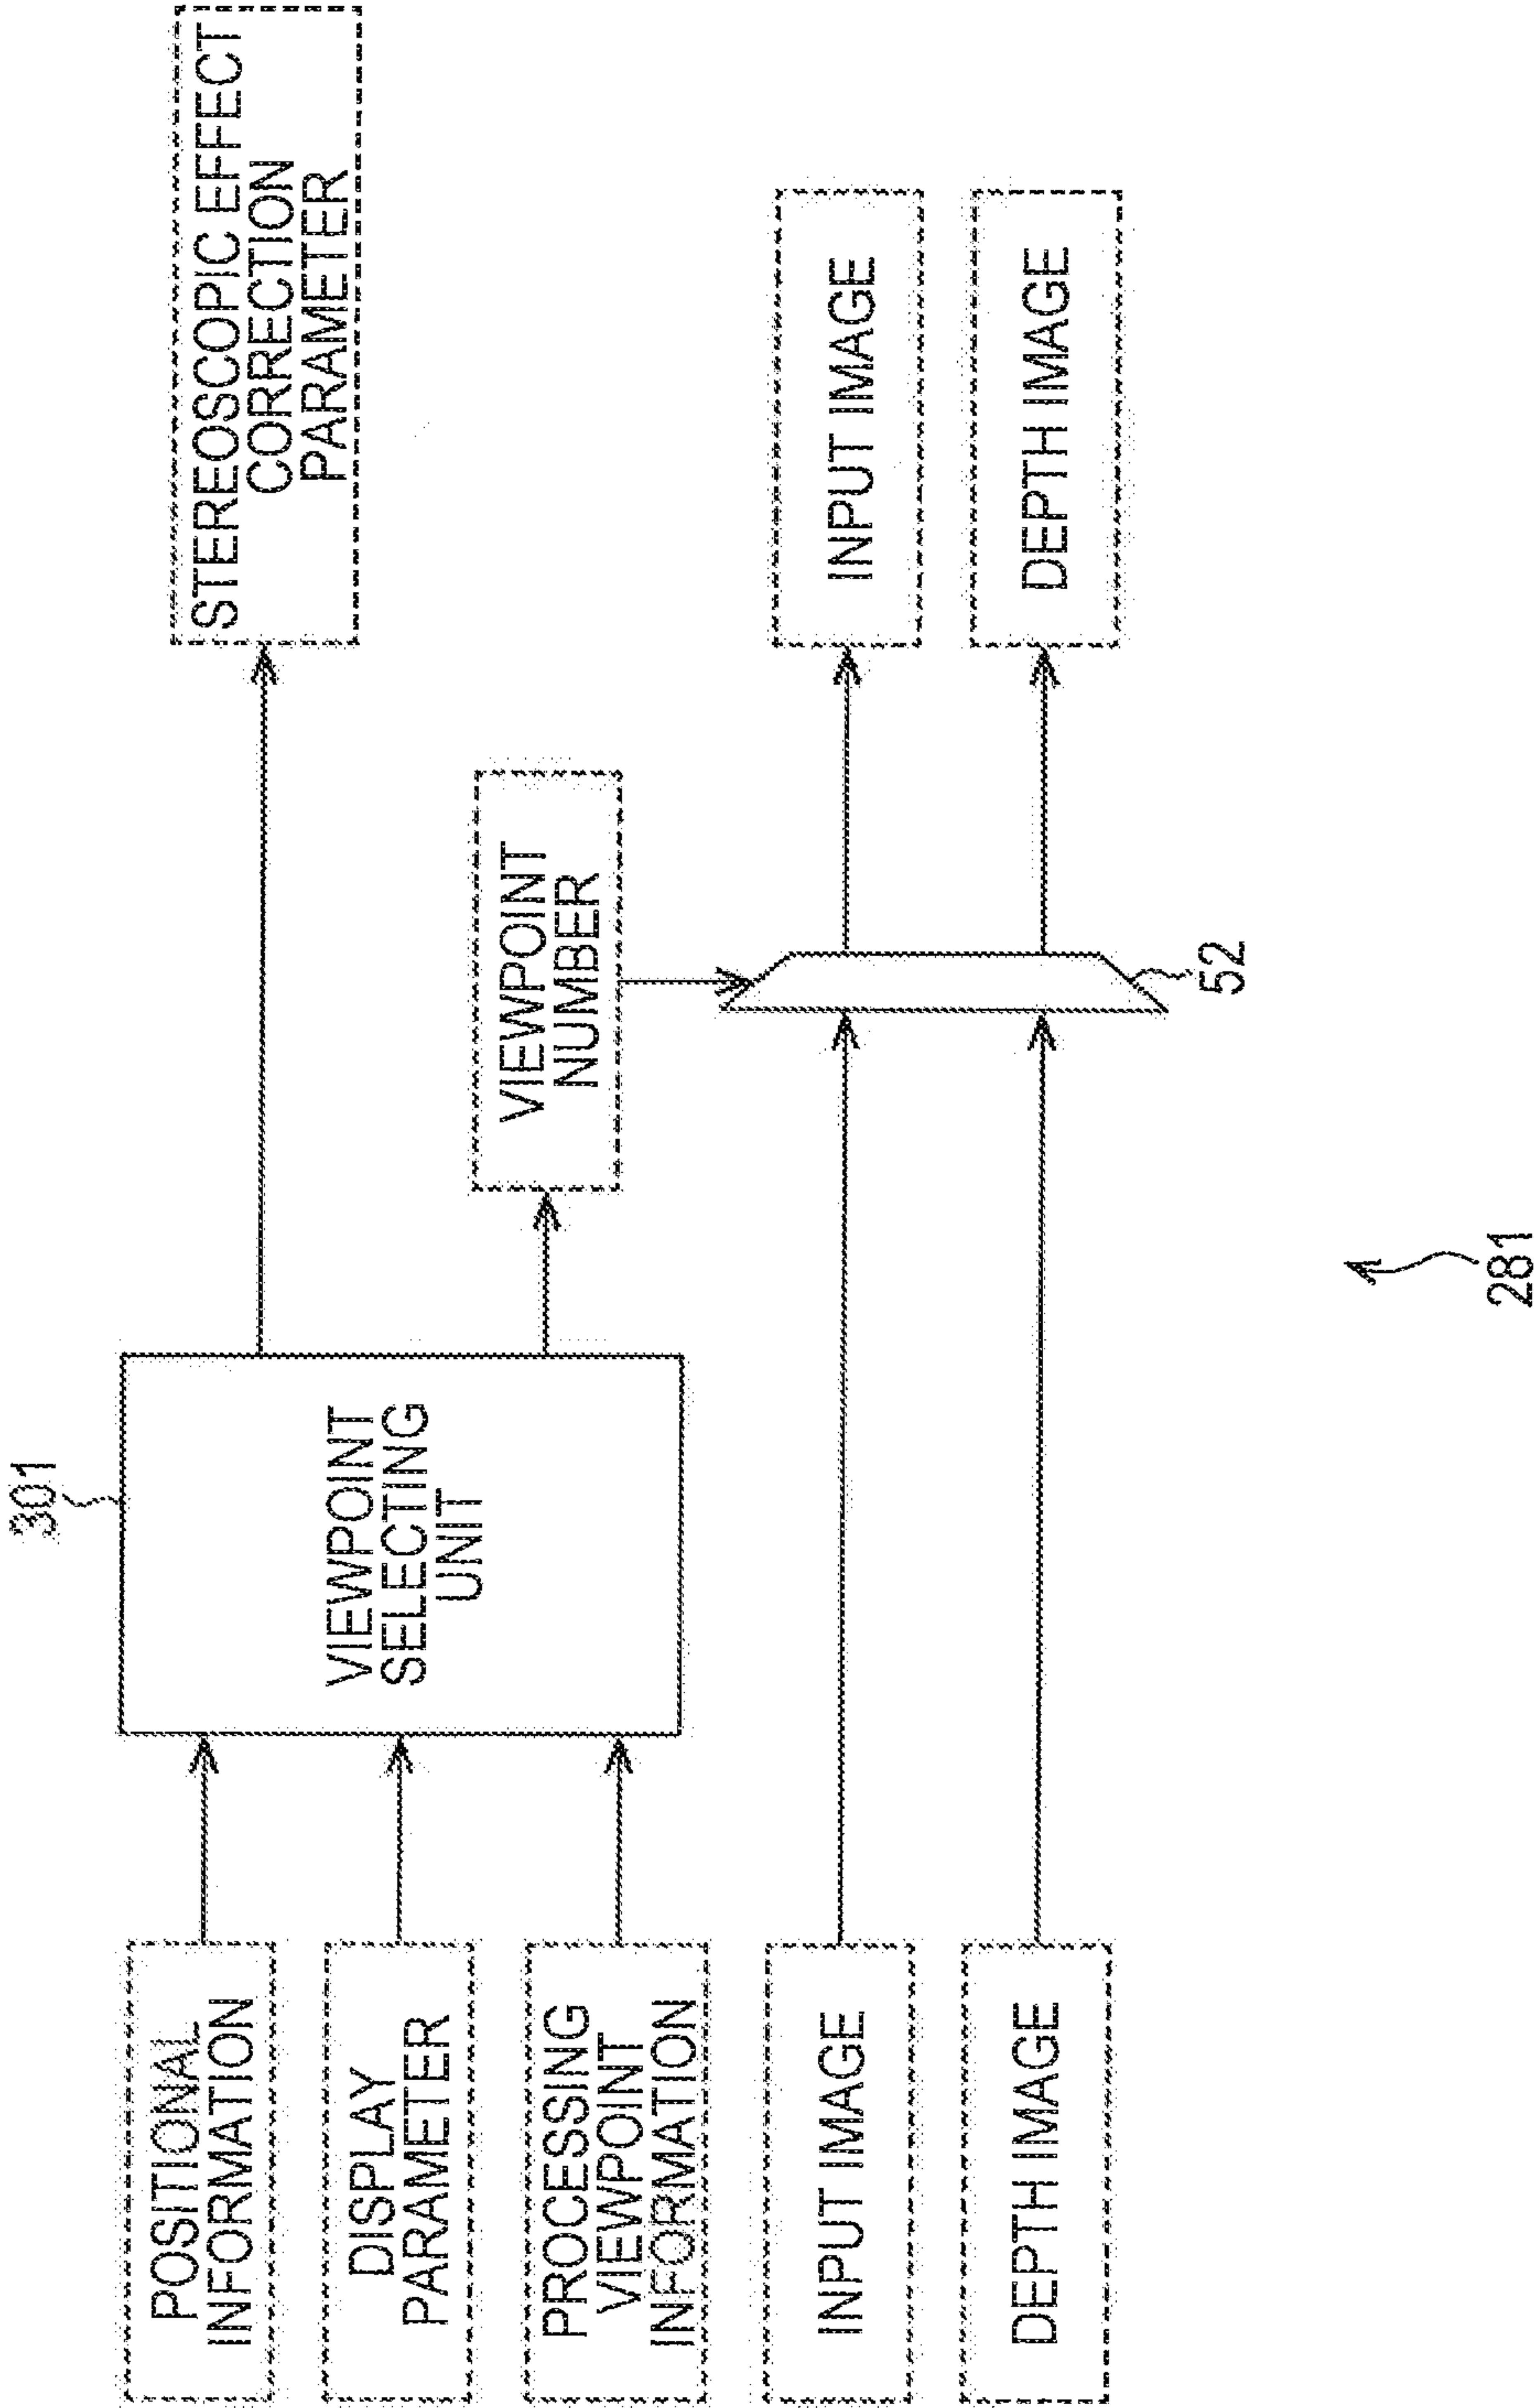 301
POSITIONAL
INFORMATION
DISPLAY
PARAMETER
PROCESSING
VIEWPOINT
INFORMATION
INPUT IMAGE
DEPTH IMAGE
VIEWPOINT
SELECTING
UNIT
VIEWPOINT
NUMBER
52
STEREOSCOPIC EFFECT
CORRECTION
PARAMETER
INPUT IMAGE
DEPTH IMAGE
281